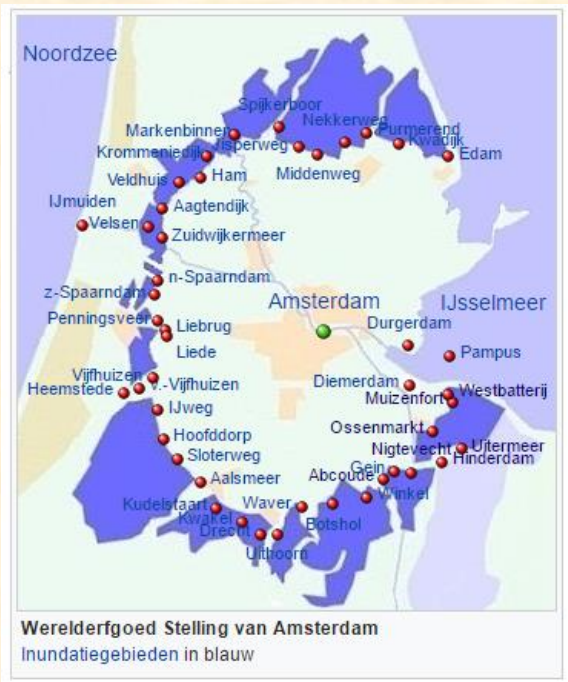 Noordzee
Spijkerboor
Nekkerweg
Markenbinnen
Purmerend
Jisperweg
Kwadijk
Krommeniedijk
Edam
Middenweg
Veldhuis
Ham
IJmuiden
Aagtendijk
Velsen
Zuidwijkermeer
n-Spaarndam
z-Spaarndam
Amsterdam
IJsselmeer
Penningsveer
Liebrug
Durgerdam
Liede
Pampus
Vijfhuizen
Diemerdam
Heemstede
v.-Vijfhuizen
Westbatterij
Muizenfort
IJweg
Ossenmarkt
Hoofddorp
Nigtevecht
Uitermeer
Sloterweg
Hinderdam
Gein
Abcoude
Aalsmeer
Winkel
Kudelstaart
Waver
Kwakel
Botshol
Drecht
Uithoorn
Werelderfgoed Stelling van Amsterdam
Inundatiegebieden in blauw